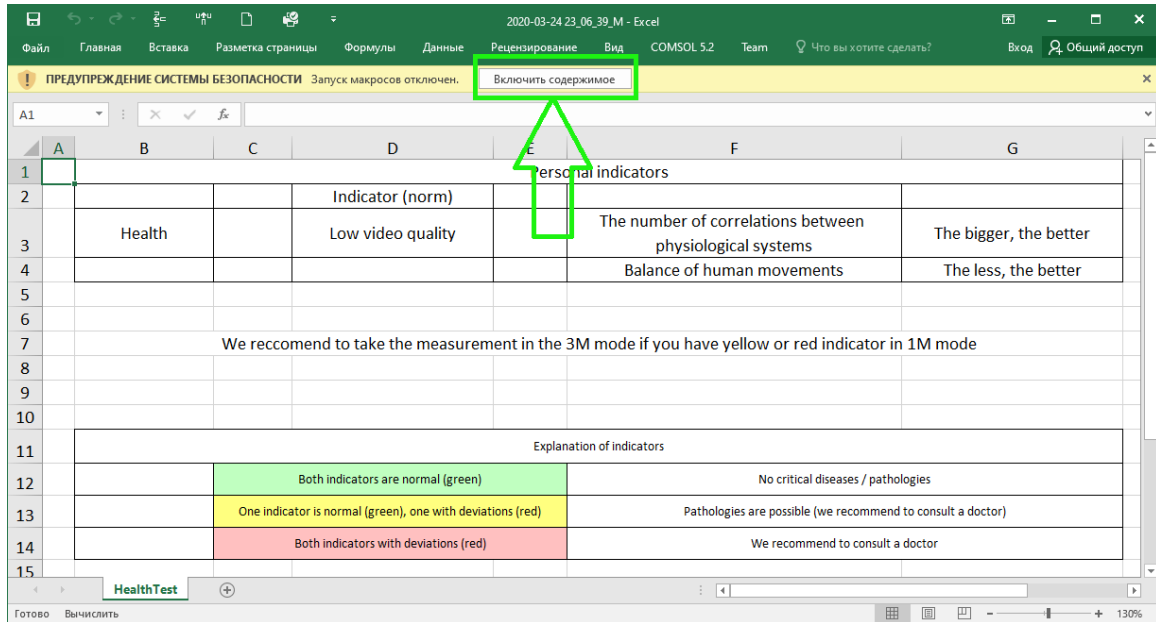 2020-03-24 23_06_39_M - Excel
Файл Главная Вставка Разметка страницы Формулы Данные Рецензирование Вид COMSOL 5.2 Team Что вы хотите сделать? Вход Общий доступ
ПРЕДУПРЕЖДЕНИЕ СИСТЕМЫ БЕЗОПАСНОСТИ Запуск макросов отключен. Включить содержимое
A1 fx
A B C D E F G
1 Personal indicators
2 Indicator (norm)
3 Health Low video quality The number of correlations between
physiological systems The bigger, the better
4 Balance of human movements The less, the better
5
6
7 We reccomend to take the measurement in the 3M mode if you have yellow or red indicator in 1M mode
8
9
10
11 Explanation of indicators
12 Both indicators are normal (green) No critical diseases / pathologies
13 One indicator is normal (green), one with deviations (red) Pathologies are possible (we recommend to consult a doctor)
14 Both indicators with deviations (red) We recommend to consult a doctor
15
HealthTest
Готово Вычислить 130%